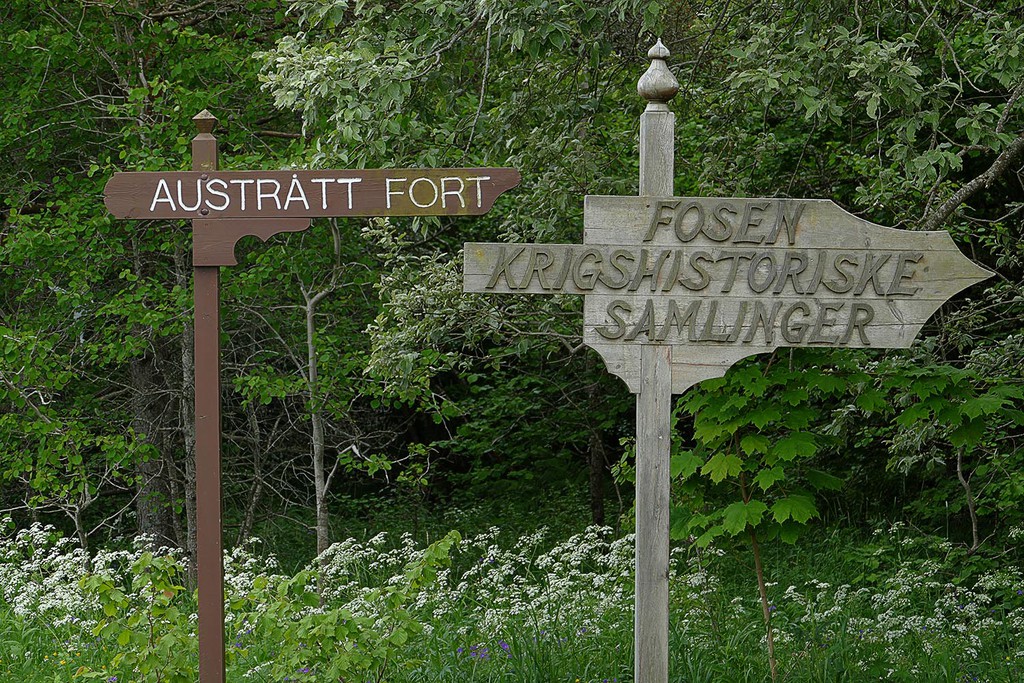 AUSTRÅTT FORT
FOSEN
KRIGSHISTORISKE
SAMLINGER